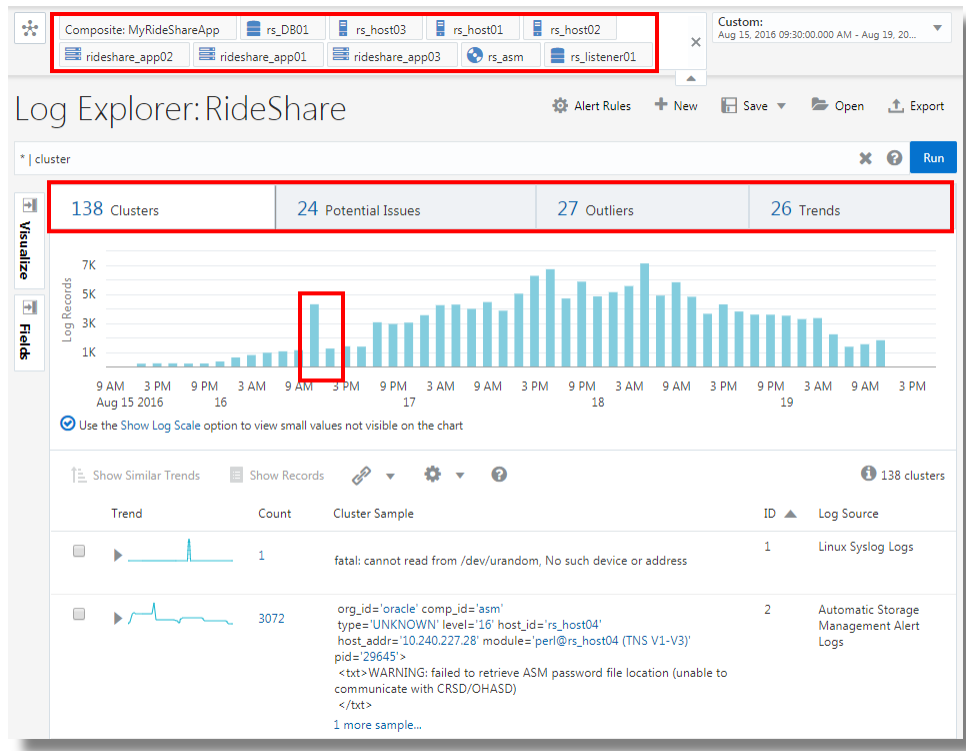 Composite: MyRideShareApp rs_DB01 rs_host03 rs_host01 rs_host02
rideshare_app02 rideshare_app01 rideshare_app03 rs_asm rs_listener01
Custom:
Aug 15, 2016 09:30:00.000 AM - Aug 19, 20...
Log Explorer: RideShare
Alert Rules New Save Open Export
* | cluster
Run
Visualize
Fields
138 Clusters 24 Potential Issues 27 Outliers 26 Trends
Log Records
7K
5K
3K
1K
9 AM 3 PM 9 PM 3 AM 9 AM 3 PM 9 PM 3 AM 9 AM 3 PM 9 PM 3 AM 9 AM 3 PM 9 PM 3 AM 9 AM 3 PM
Aug 15 2016 16 17 18 19
Use the Show Log Scale option to view small values not visible on the chart
Show Similar Trends Show Records 138 clusters
Trend Count Cluster Sample ID Log Source
1 fatal: cannot read from /dev/urandom, No such device or address 1 Linux Syslog Logs
3072
org_id='oracle' comp_id='asm'
type='UNKNOWN' level='16' host_id='rs_host04'
host_addr='10.240.227.28' module='perl@rs_host04 (TNS V1-V3)'
pid='29645'>
<txt>WARNING: failed to retrieve ASM password file location (unable to
communicate with CRSD/OHASD)
</txt>
1 more sample...
2
Automatic Storage
Management Alert
Logs